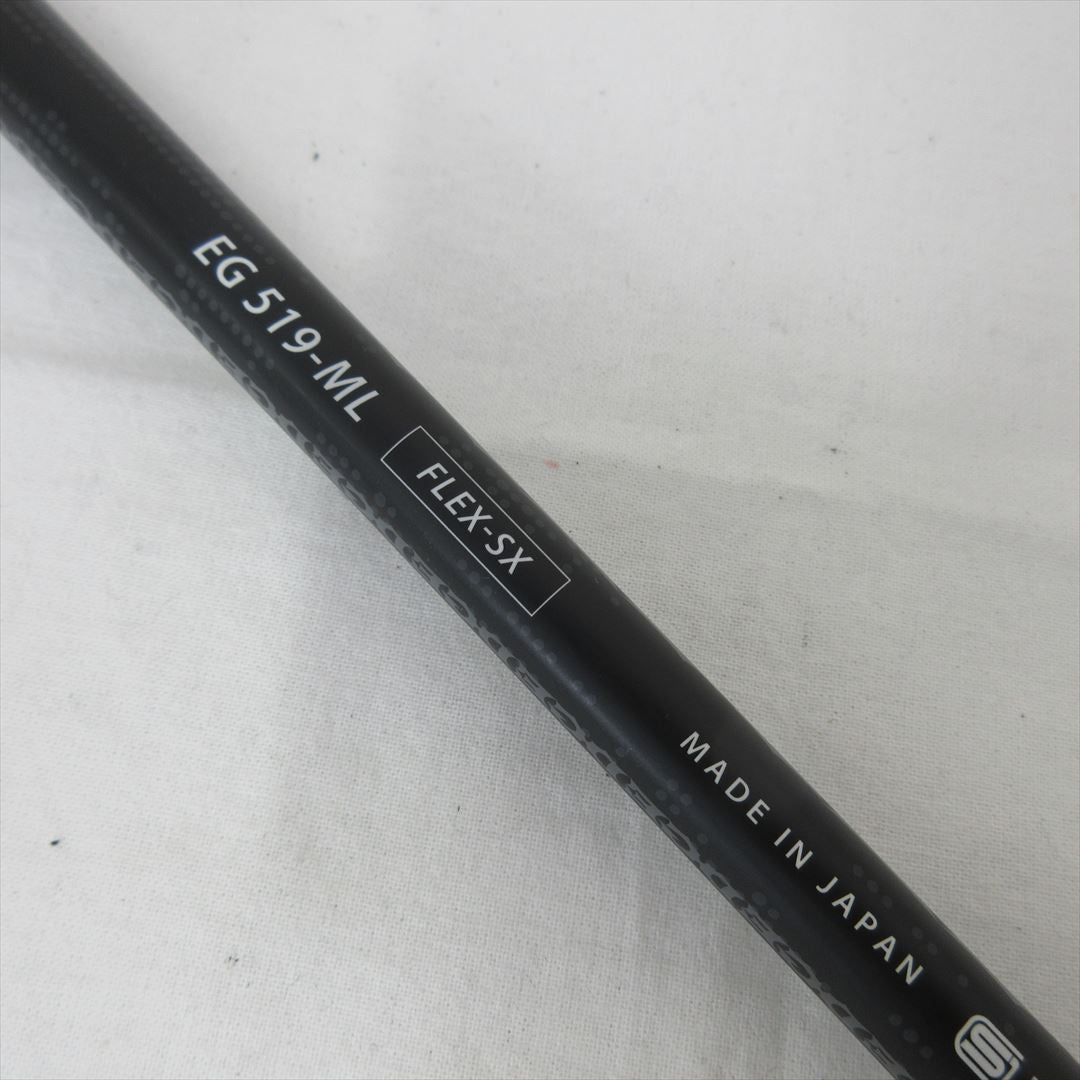 EG 519-ML
FLEX-SX
MADE IN JAPAN